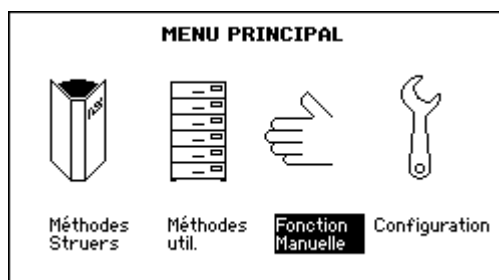 MENU PRINCIPAL
Méthodes Struers
Méthodes util.
Fonction Manuelle
Configuration